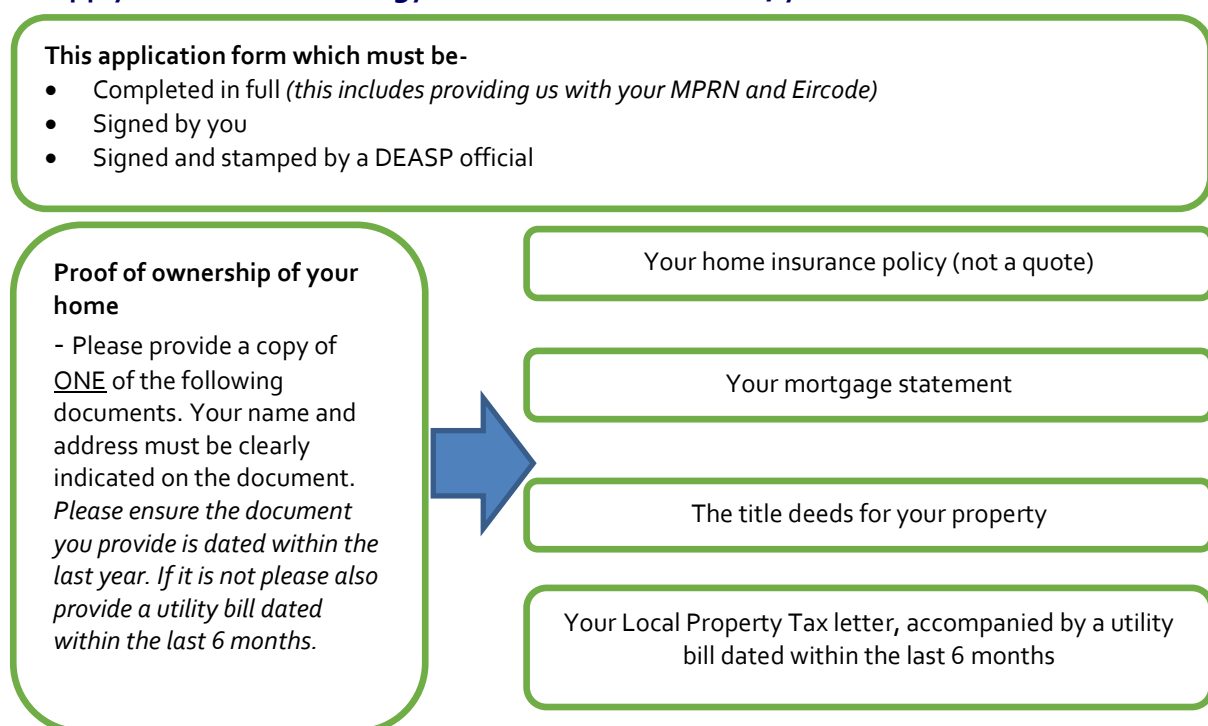 This application form which must be-
• Completed in full (this includes providing us with your MPRN and Eircode)
• Signed by you
• Signed and stamped by a DEASP official
Proof of ownership of your
home
- Please provide a copy of
ONE of the following
documents. Your name and
address must be clearly
indicated on the document.
Please ensure the document
you provide is dated within the
last year. If it is not please also
provide a utility bill dated
within the last 6 months.
Your home insurance policy (not a quote)
Your mortgage statement
The title deeds for your property
Your Local Property Tax letter, accompanied by a utility
bill dated within the last 6 months